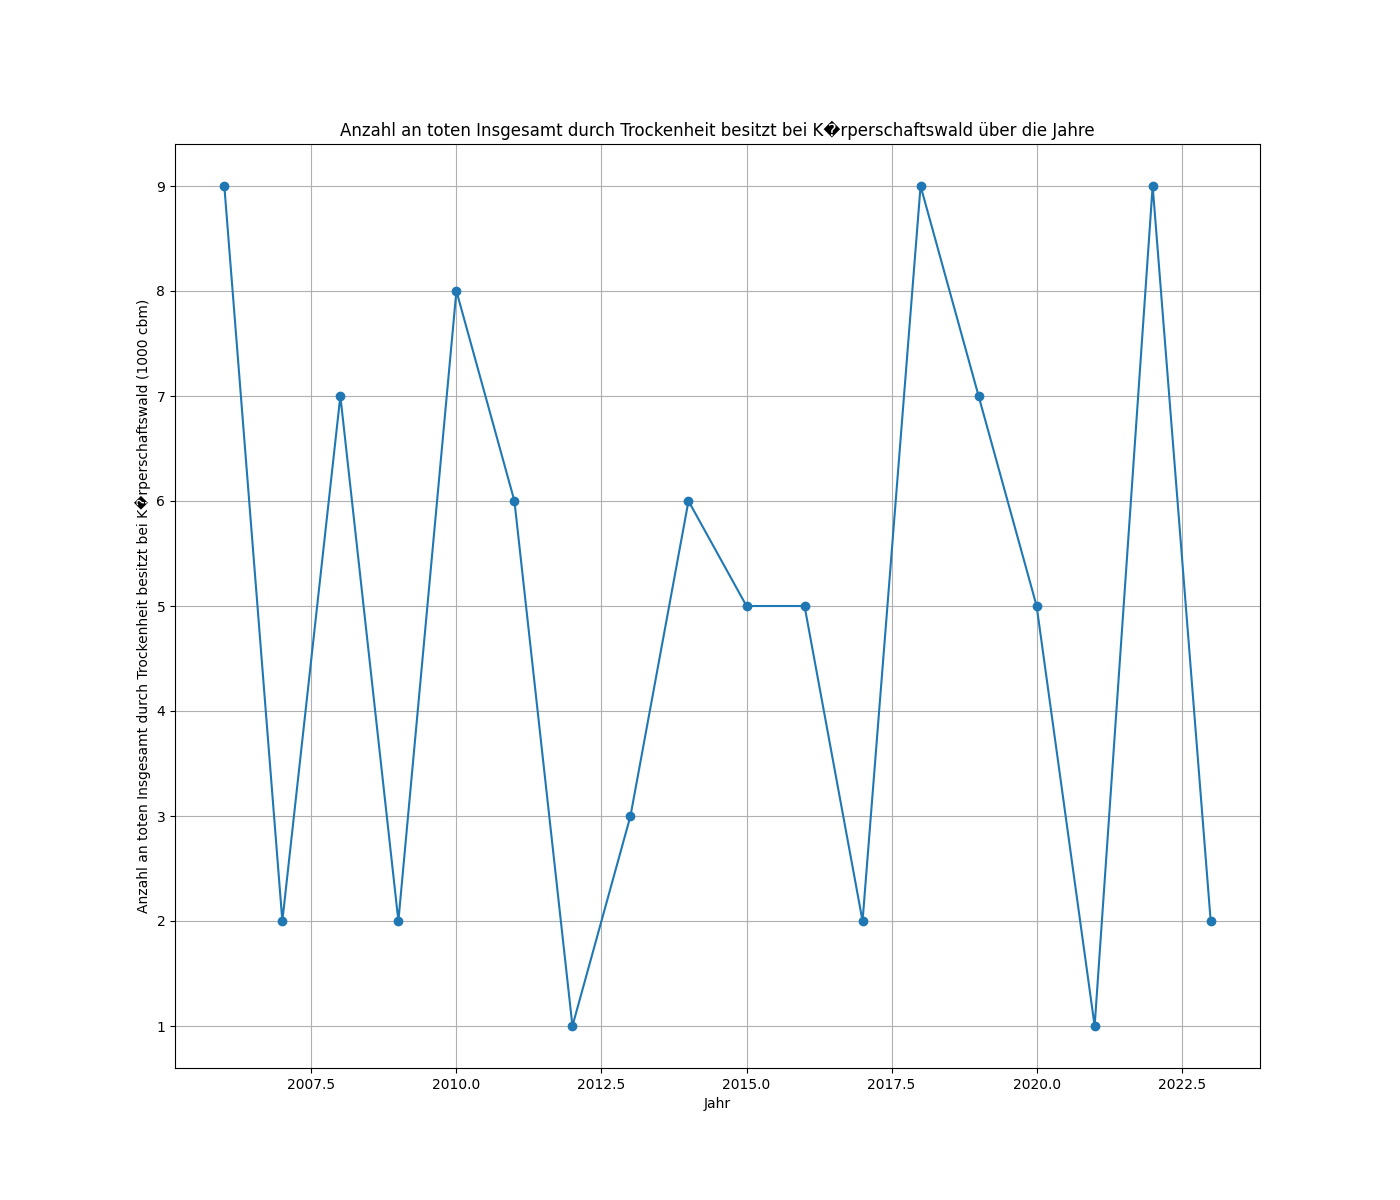 Anzahl an toten Insgesamt durch Trockenheit besitzt bei K�rperschaftswald über die Jahre
Anzahl an toten Insgesamt durch Trockenheit besitzt bei K�rperschaftswald (1000 cbm)
9
8
7
6
5
4
3
2
1
2007.5 2010.0 2012.5 2015.0 2017.5 2020.0 2022.5
Jahr